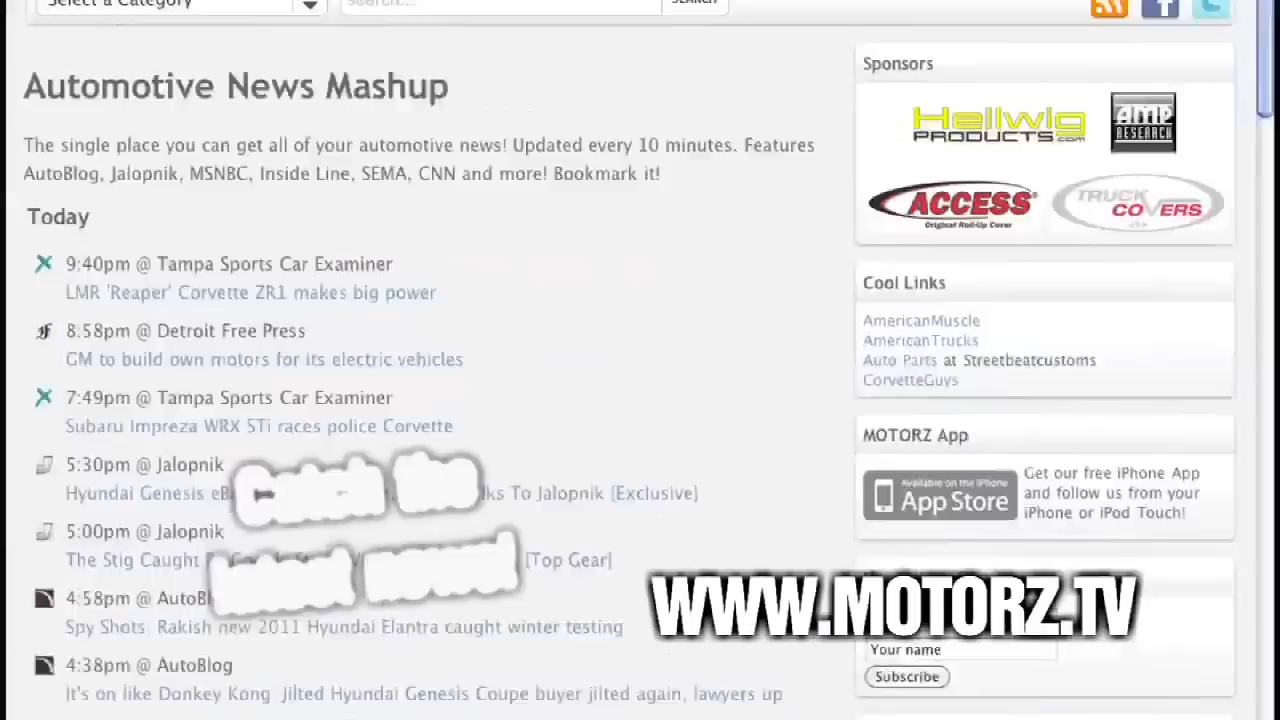 Select a Category
Search...
SEARCH
Automotive News Mashup
The single place you can get all of your automotive news! Updated every 10 minutes. Features
AutoBlog, Jalopnik, MSNBC, Inside Line, SEMA, CNN and more! Bookmark it!
Today
9:40pm @ Tampa Sports Car Examiner
LMR 'Reaper' Corvette ZR1 makes big power
8:58pm @ Detroit Free Press
GM to build own motors for its electric vehicles
7:49pm @ Tampa Sports Car Examiner
Subaru Impreza WRX STi races police Corvette
5:30pm @ Jalopnik
Hyundai Genesis To Jalopnik [Exclusive]
5:00pm @ Jalopnik
The Stig Caught [Top Gear]
4:58pm @
Spy Shots: Rakish new 2011 Hyundai Elantra caught winter testing
4:38pm @ AutoBlog
It's on like Donkey Kong: Jilted Hyundai Genesis Coupe buyer jilted again, lawyers up
Sponsors
Hellwig
PRODUCTS.com
AMP
RESEARCH
ACCESS
Original Roll-Up Cover
TRUCK
COVERS
USA
Cool Links
AmericanMuscle
AmericanTrucks
Auto Parts at Streetbeatcustoms
CorvetteGuys
MOTORZ App
Available on the iPhone
App Store
Get our free iPhone App
and follow us from your
iPhone or iPod Touch!
WWW.MOTORZ.TV
Your name
Subscribe